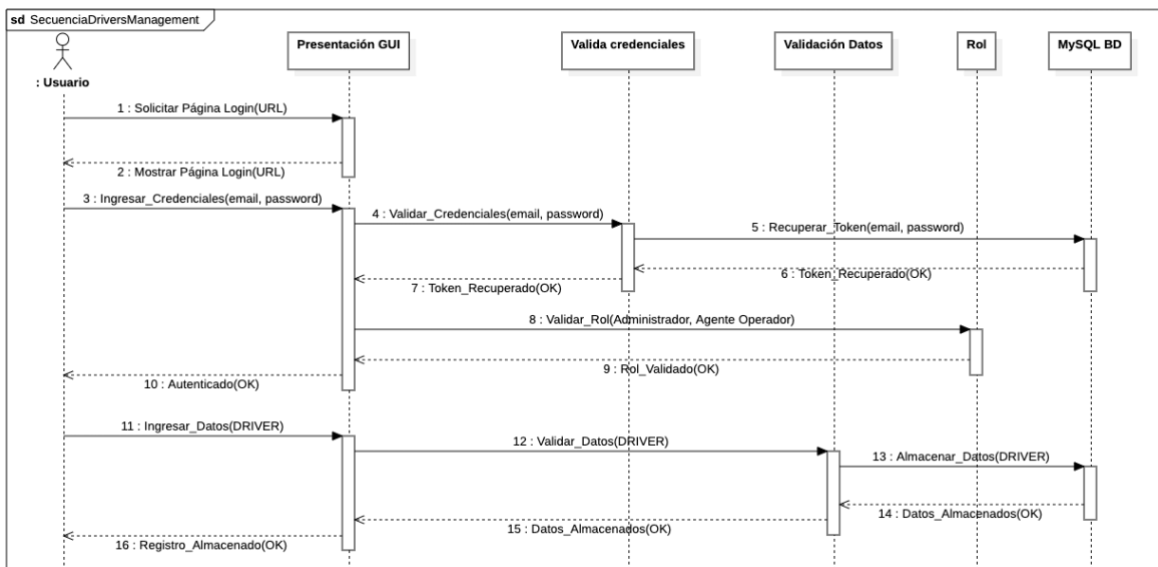 sd SecuenciaDriversManagement
Presentación GUI
Valida credenciales
Validación Datos
Rol
MySQL BD
: Usuario
1 : Solicitar Página Login(URL)
2 : Mostrar Página Login(URL)
3 : Ingresar_Credenciales(email, password)
4 : Validar_Credenciales(email, password)
5 : Recuperar_Token(email, password)
6 : Token_Recuperado(OK)
7 : Token_Recuperado(OK)
8 : Validar_Rol(Administrador, Agente Operador)
9 : Rol_Validado(OK)
10 : Autenticado(OK)
11 : Ingresar_Datos(DRIVER)
12 : Validar_Datos(DRIVER)
13 : Almacenar_Datos(DRIVER)
14 : Datos_Almacenados(OK)
15 : Datos_Almacenados(OK)
16 : Registro_Almacenado(OK)